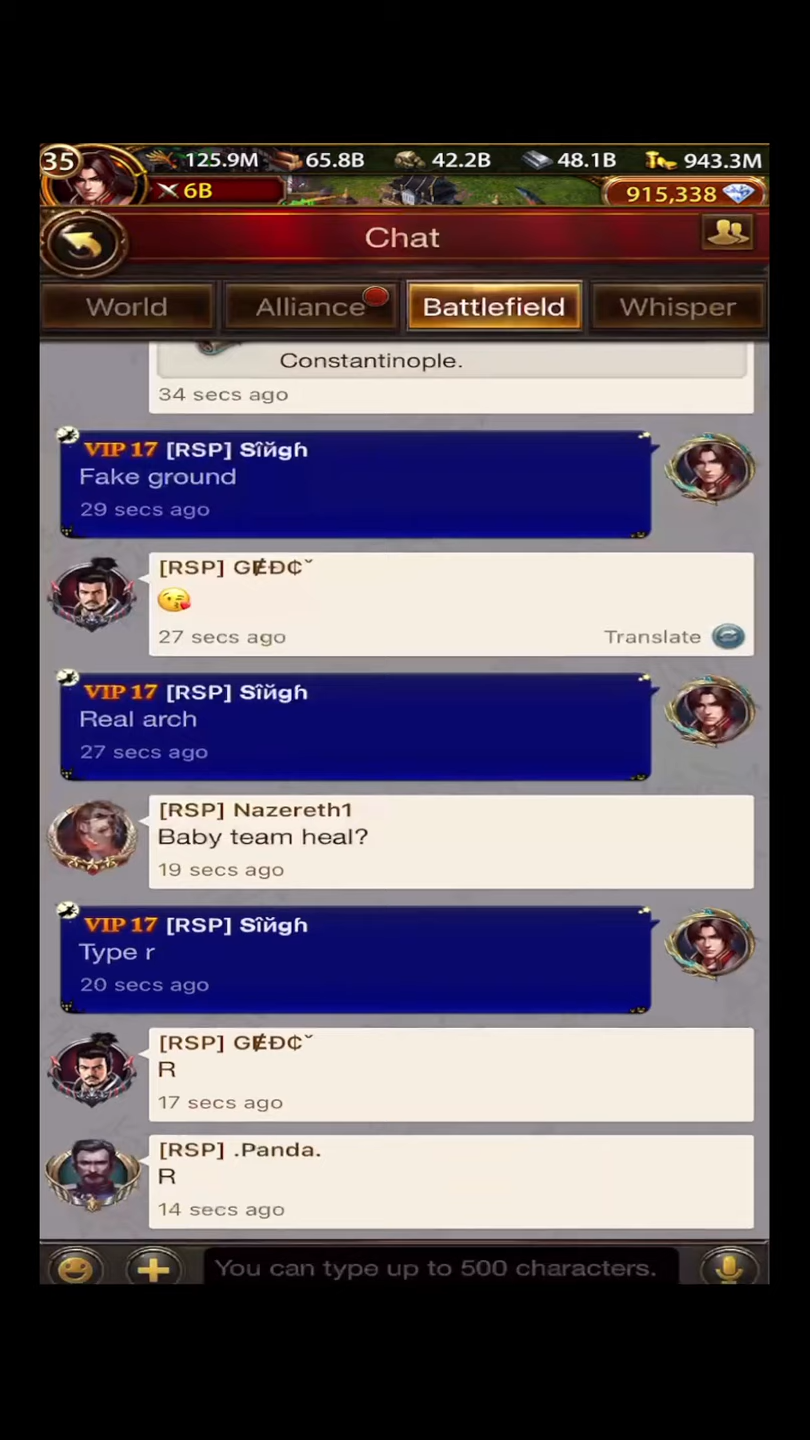 35
125.9M 65.8B 42.2B 48.1B 943.3M
6B
915,338
Chat
World Alliance Battlefield Whisper
Constantinople.
34 secs ago
VIP 17 [RSP] Sîйgɦ
Fake ground
29 secs ago
[RSP] GɆĐ₵ˇ
😘
27 secs ago Translate
VIP 17 [RSP] Sîйgɦ
Real arch
27 secs ago
[RSP] Nazereth1
Baby team heal?
19 secs ago
VIP 17 [RSP] Sîйgɦ
Type r
20 secs ago
[RSP] GɆĐ₵ˇ
R
17 secs ago
[RSP] .Panda.
R
14 secs ago
You can type up to 500 characters.